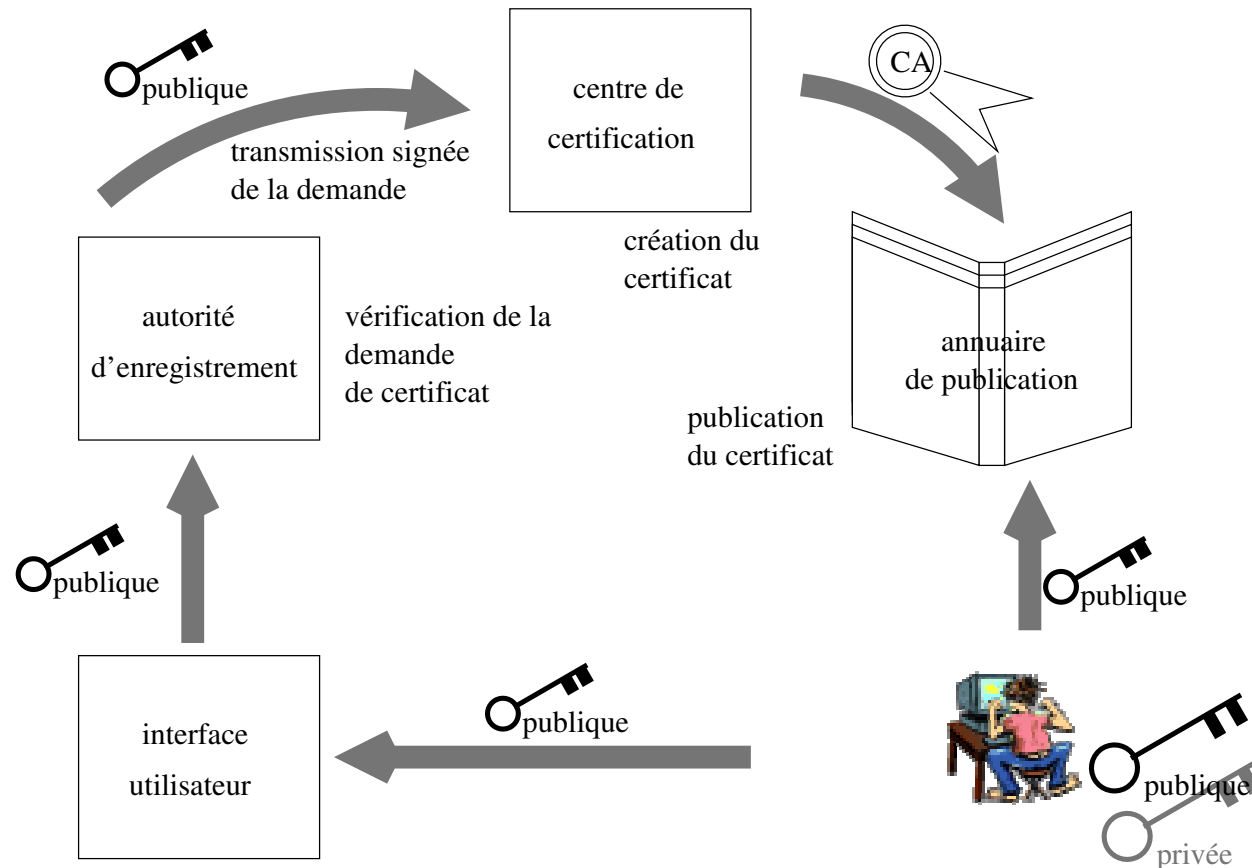 publique
transmission signée
de la demande
centre de
certification
CA
création du
certificat
autorité
d'enregistrement
vérification de la
demande
de certificat
annuaire
de publication
publication
du certificat
publique
publique
interface
utilisateur
publique
publique
privée